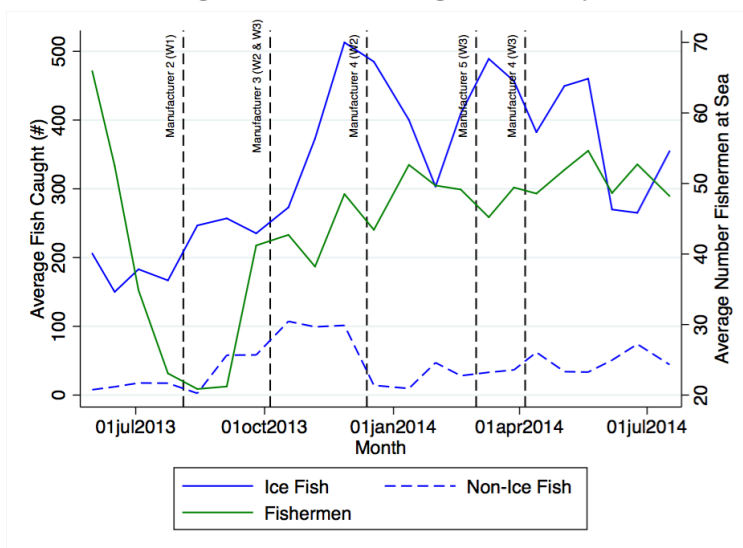 Average Fish Caught (#)
0
100
200
300
400
500
Manufacturer 2 (W1)
Manufacturer 3 (W2 & W3)
Manufacturer 4 (W2)
Manufacturer 5 (W3)
Manufacturer 4 (W3)
20
30
40
50
60
70
Average Number Fishermen at Sea
01jul2013 01oct2013 01jan2014 01apr2014 01jul2014
Month
Ice Fish Non-Ice Fish
Fishermen